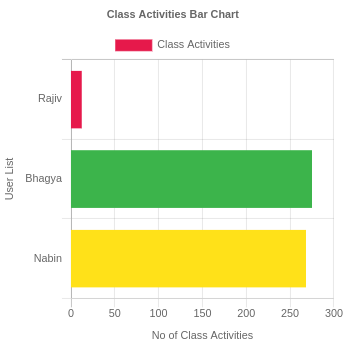 Class Activities Bar Chart
Class Activities
Rajiv
Bhagya
Nabin
User List
0 50 100 150 200 250 300
No of Class Activities